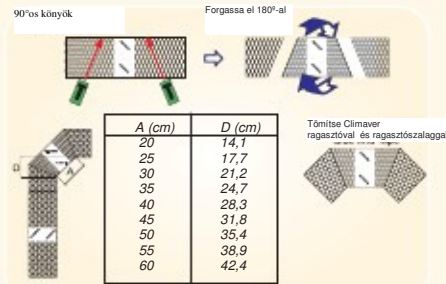 90°os könyök
Forgassa el 180º-al
A (cm) D (cm)
20 14,1
25 17,7
30 21,2
35 24,7
40 28,3
45 31,8
50 35,4
55 38,9
60 42,4
D
A
Tömítse Climaver
ragasztóval és ragasztószalaggal